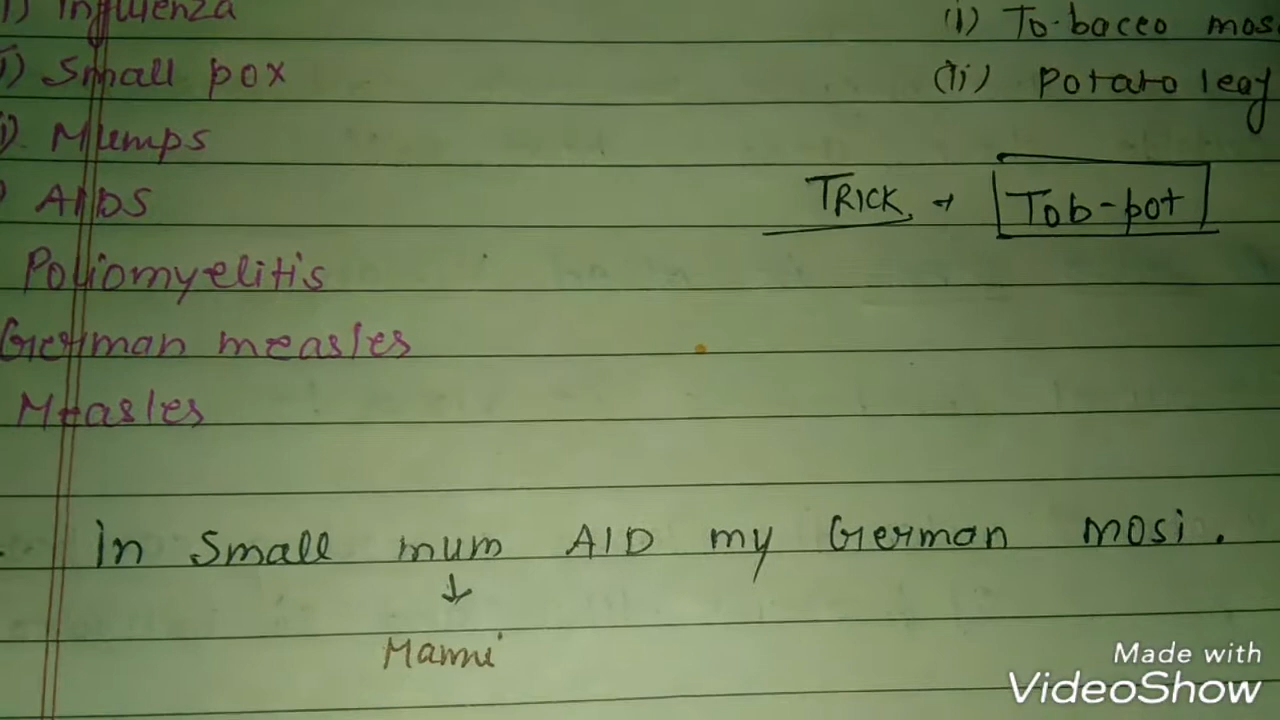 i) Influenza
i) Small pox
i). Mumps
) AIDS
Poliomyelitis
German measles
Measles
(i) To-bacco mos
(ii) Potato leaf
TRICK → Tob-pot
In Small mum AID my German mosi.
↓
Mammi
Made with
VideoShow